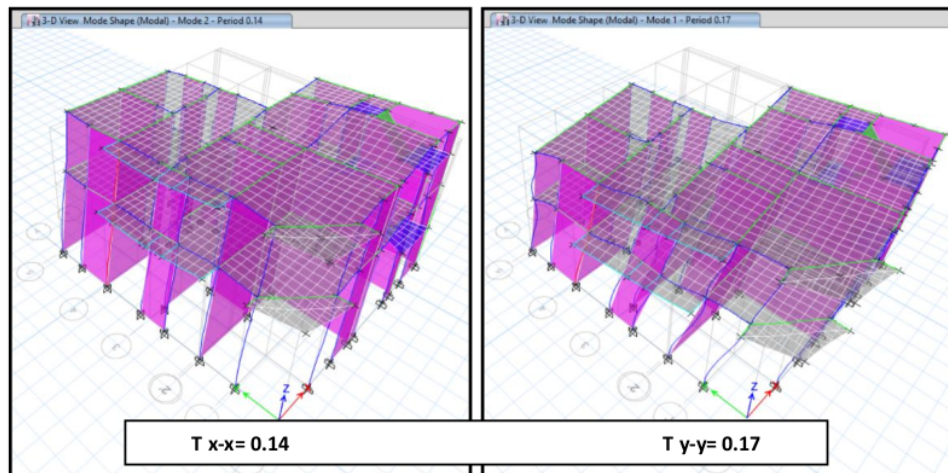 3-D View Mode Shape (Modal) - Mode 2 - Period 0.14
3-D View Mode Shape (Modal) - Mode 1 - Period 0.17
Z
Z
T x-x= 0.14
T y-y= 0.17